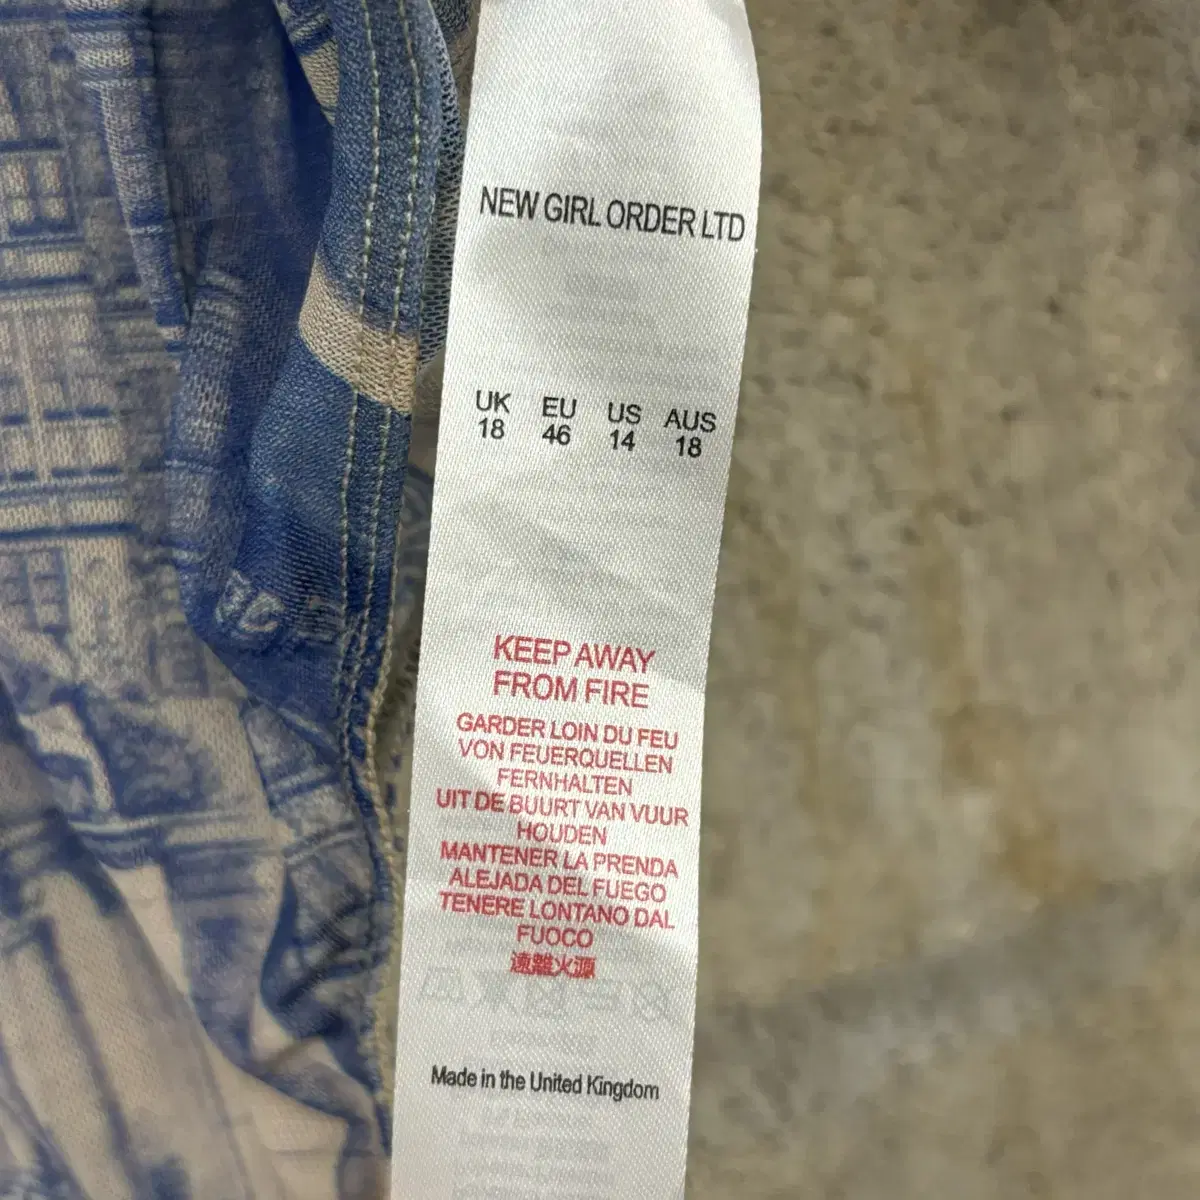 NEW GIRL ORDER LTD
UK EU US AUS
18 46 14 18
KEEP AWAY
FROM FIRE
GARDER LOIN DU FEU
VON FEUERQUELLEN
FERNHALTEN
UIT DE BUURT VAN VUUR
HOUDEN
MANTENER LA PRENDA
ALEJADA DEL FUEGO
TENERE LONTANO DAL
FUOCO
遠離火源
Made in the United Kingdom